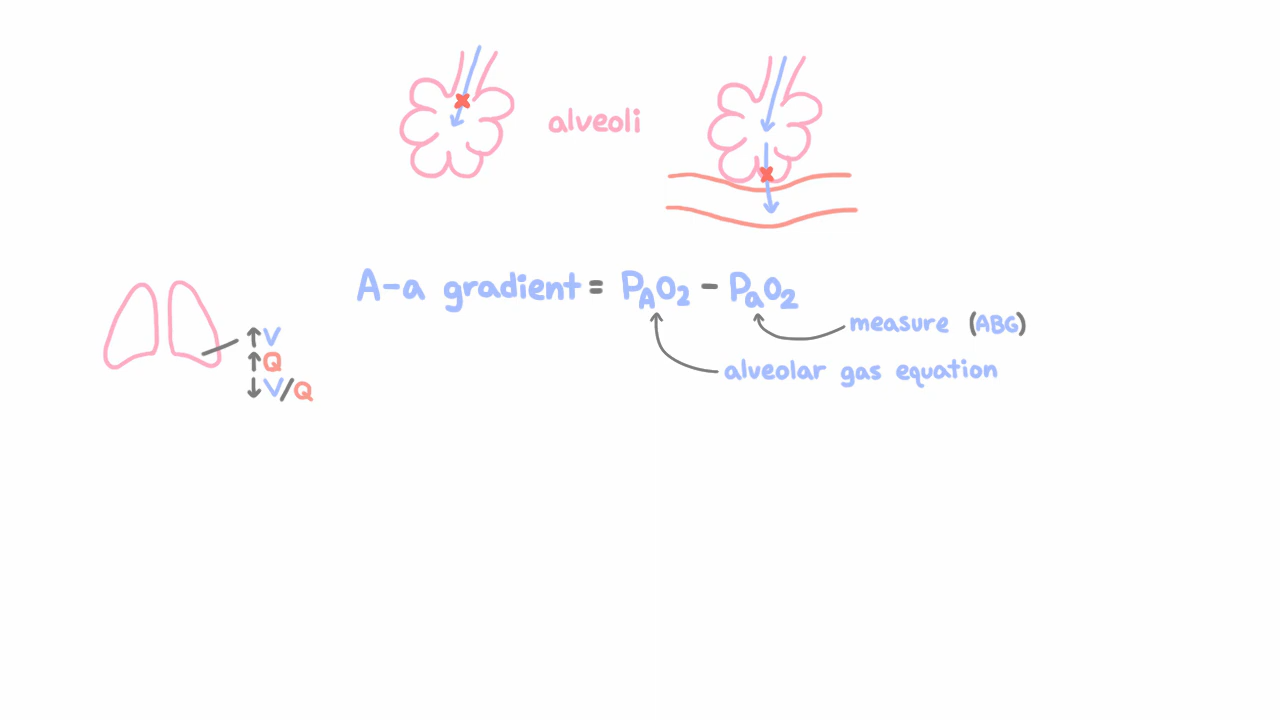 alveoli
A-a gradient = PAO2 - PaO2
measure (ABG)
alveolar gas equation
↑V
↑Q
↓V/Q